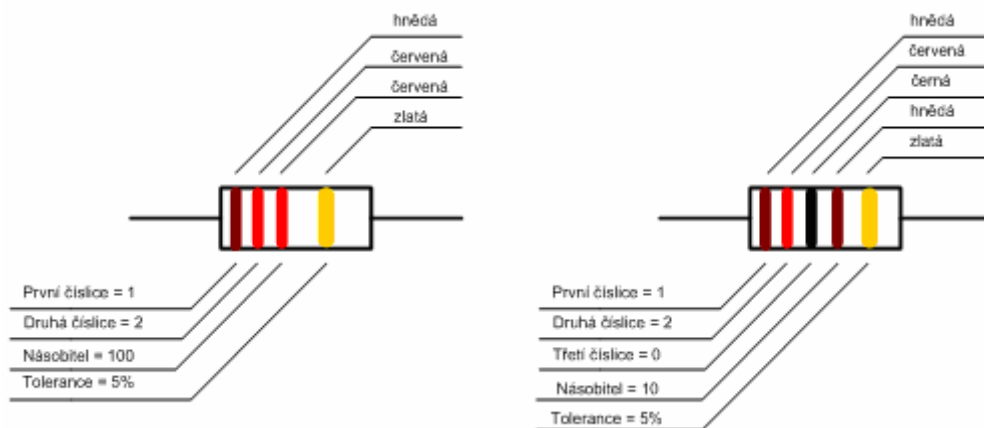 hnědá
červená
červená
zlatá
První číslice = 1
Druhá číslice = 2
Násobitel = 100
Tolerance = 5%
hnědá
červená
černá
hnědá
zlatá
První číslice = 1
Druhá číslice = 2
Třetí číslice = 0
Násobitel = 10
Tolerance = 5%